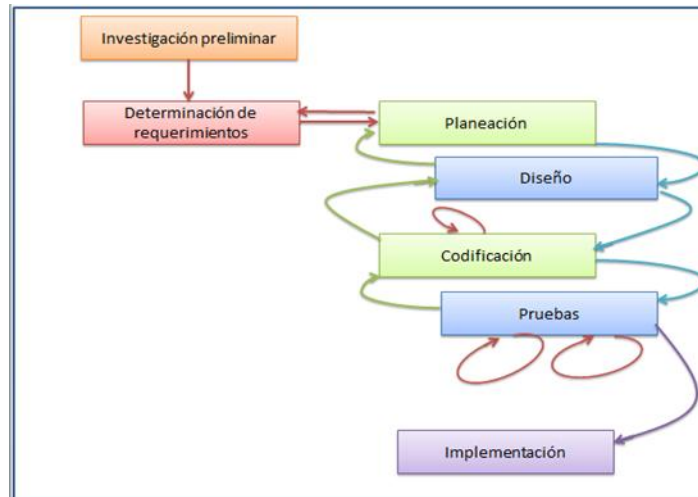 Investigación preliminar
Determinación de
requerimientos
Planeación
Diseño
Codificación
Pruebas
Implementación